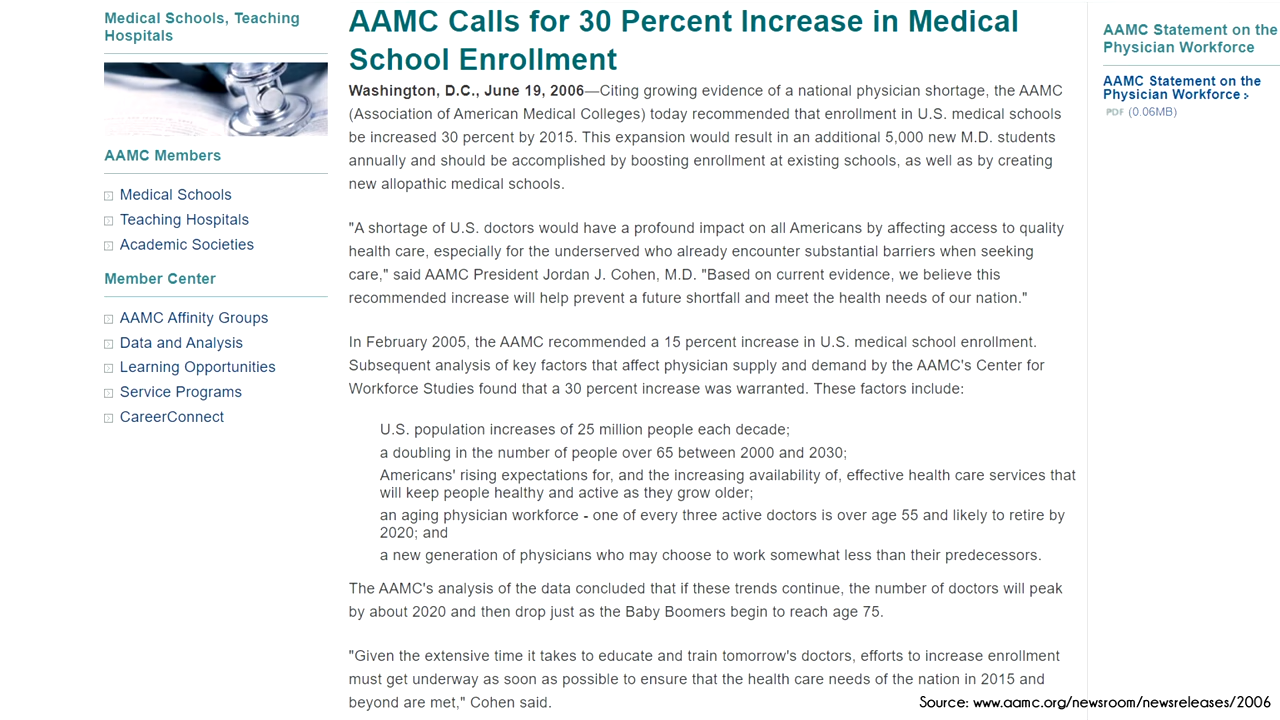 Medical Schools, Teaching
Hospitals
AAMC Members
Medical Schools
Teaching Hospitals
Academic Societies
Member Center
AAMC Affinity Groups
Data and Analysis
Learning Opportunities
Service Programs
CareerConnect
AAMC Calls for 30 Percent Increase in Medical
School Enrollment
Washington, D.C., June 19, 2006—Citing growing evidence of a national physician shortage, the AAMC
(Association of American Medical Colleges) today recommended that enrollment in U.S. medical schools
be increased 30 percent by 2015. This expansion would result in an additional 5,000 new M.D. students
annually and should be accomplished by boosting enrollment at existing schools, as well as by creating
new allopathic medical schools.
"A shortage of U.S. doctors would have a profound impact on all Americans by affecting access to quality
health care, especially for the underserved who already encounter substantial barriers when seeking
care," said AAMC President Jordan J. Cohen, M.D. "Based on current evidence, we believe this
recommended increase will help prevent a future shortfall and meet the health needs of our nation."
In February 2005, the AAMC recommended a 15 percent increase in U.S. medical school enrollment.
Subsequent analysis of key factors that affect physician supply and demand by the AAMC's Center for
Workforce Studies found that a 30 percent increase was warranted. These factors include:
U.S. population increases of 25 million people each decade;
a doubling in the number of people over 65 between 2000 and 2030;
Americans' rising expectations for, and the increasing availability of, effective health care services that
will keep people healthy and active as they grow older;
an aging physician workforce - one of every three active doctors is over age 55 and likely to retire by
2020; and
a new generation of physicians who may choose to work somewhat less than their predecessors.
The AAMC's analysis of the data concluded that if these trends continue, the number of doctors will peak
by about 2020 and then drop just as the Baby Boomers begin to reach age 75.
"Given the extensive time it takes to educate and train tomorrow's doctors, efforts to increase enrollment
must get underway as soon as possible to ensure that the health care needs of the nation in 2015 and
beyond are met," Cohen said.
AAMC Statement on the
Physician Workforce
AAMC Statement on the
Physician Workforce
PDF (0.06MB)
Source: www.aamc.org/newsroom/newsreleases/2006